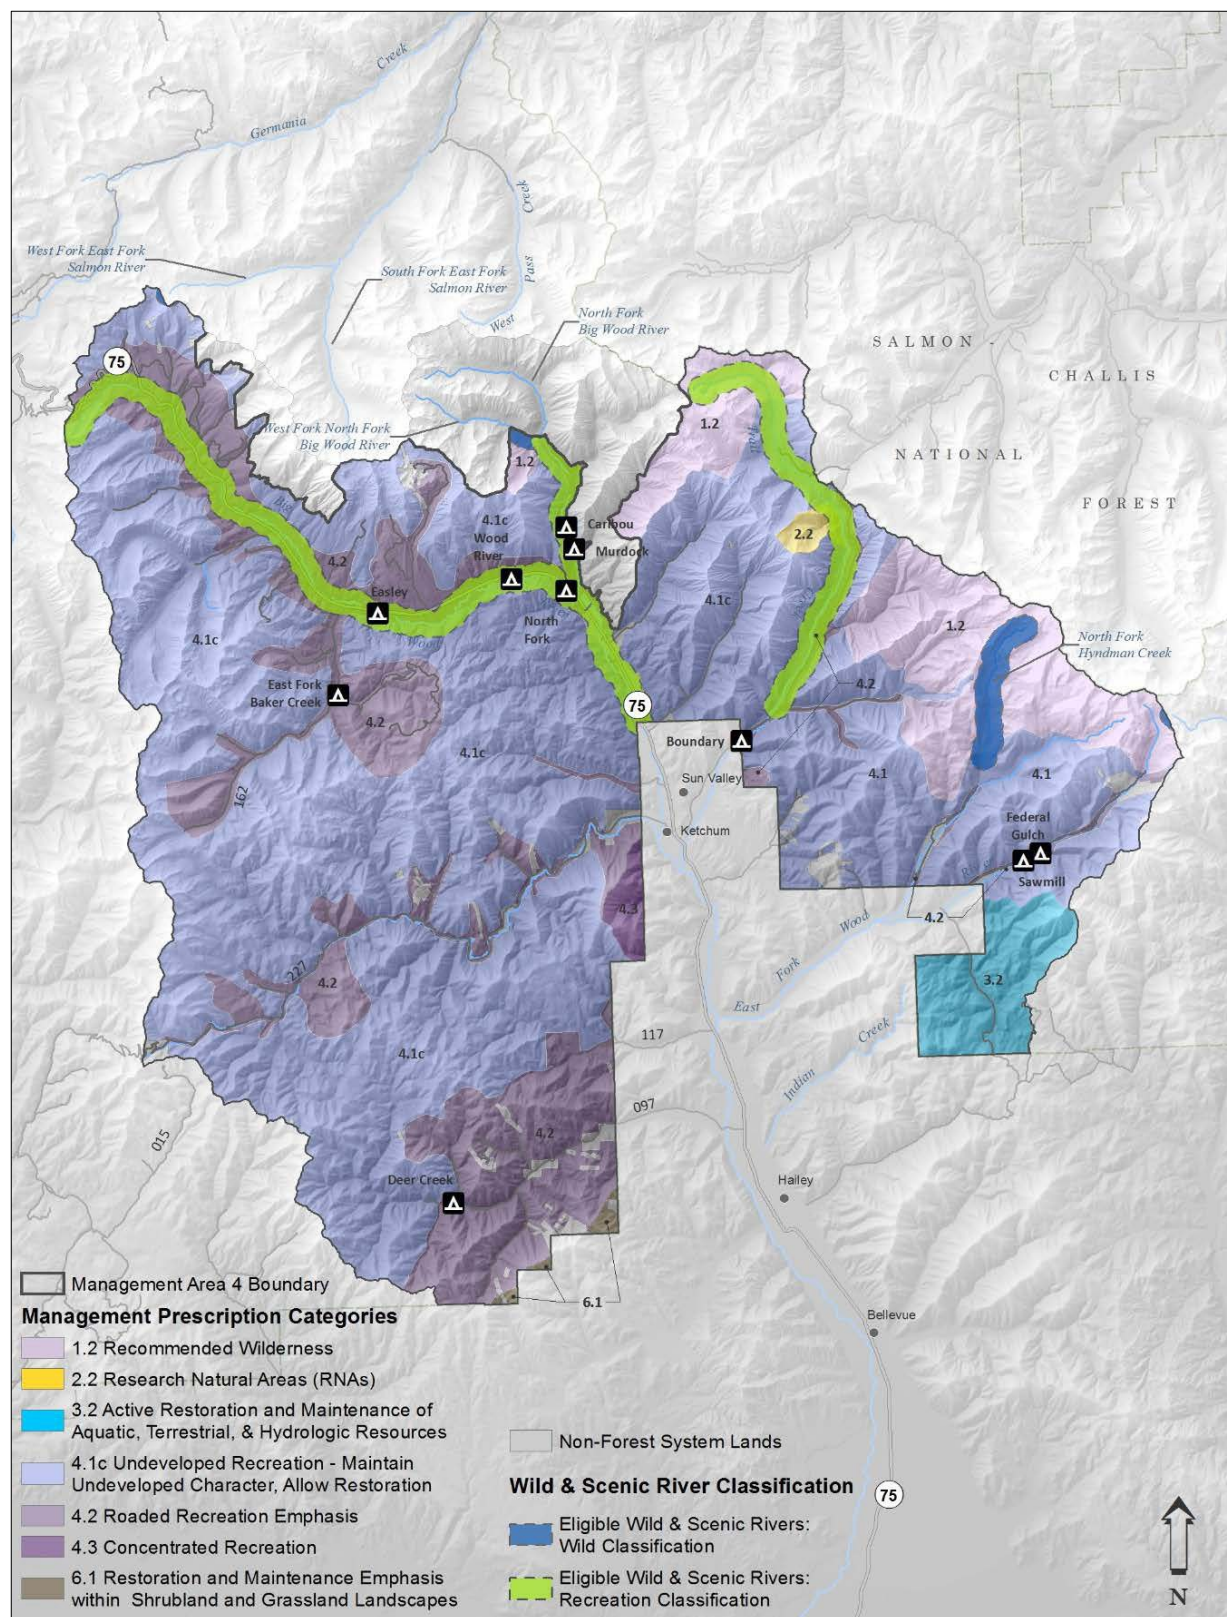 Creek
Germania
Creek
Pass
West
West Fork East Fork
Salmon River
South Fork East Fork
Salmon River
North Fork
Big Wood River
SALMON -
CHALLIS
NATIONAL
FOREST
75
West Fork North Fork
Big Wood River
1.2
1.2
Trail
Big
4.1c
Wood
River
Caribou
Murdock
2.2
4.2
Easley
4.1c
North
Fork
Wood
4.1c
1.2
North Fork
Hyndman Creek
East Fork
Baker Creek
4.2
4.2
75
Boundary
4.1c
4.1
4.1
Sun Valley
162
Ketchum
Federal
Gulch
Sawmill
4.3
4.2
Wood
Fork
East
227
4.2
3.2
Creek
Indian
117
4.1c
097
4.2
015
Deer Creek
Hailey
6.1
Bellevue
75
N
Management Area 4 Boundary
Management Prescription Categories
1.2 Recommended Wilderness
2.2 Research Natural Areas (RNAs)
3.2 Active Restoration and Maintenance of
Aquatic, Terrestrial, & Hydrologic Resources
4.1c Undeveloped Recreation - Maintain
Undeveloped Character, Allow Restoration
4.2 Roaded Recreation Emphasis
4.3 Concentrated Recreation
6.1 Restoration and Maintenance Emphasis
within Shrubland and Grassland Landscapes
Non-Forest System Lands
Wild & Scenic River Classification
Eligible Wild & Scenic Rivers:
Wild Classification
Eligible Wild & Scenic Rivers:
Recreation Classification